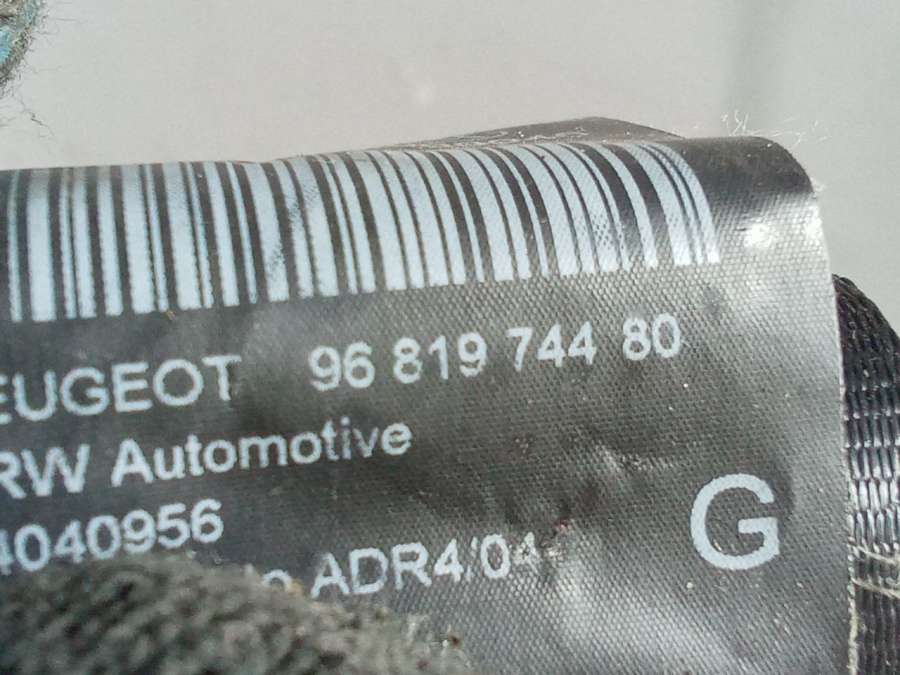 EUGEOT 96 819 744 80
RW Automotive
4040956
ADR4/04
G